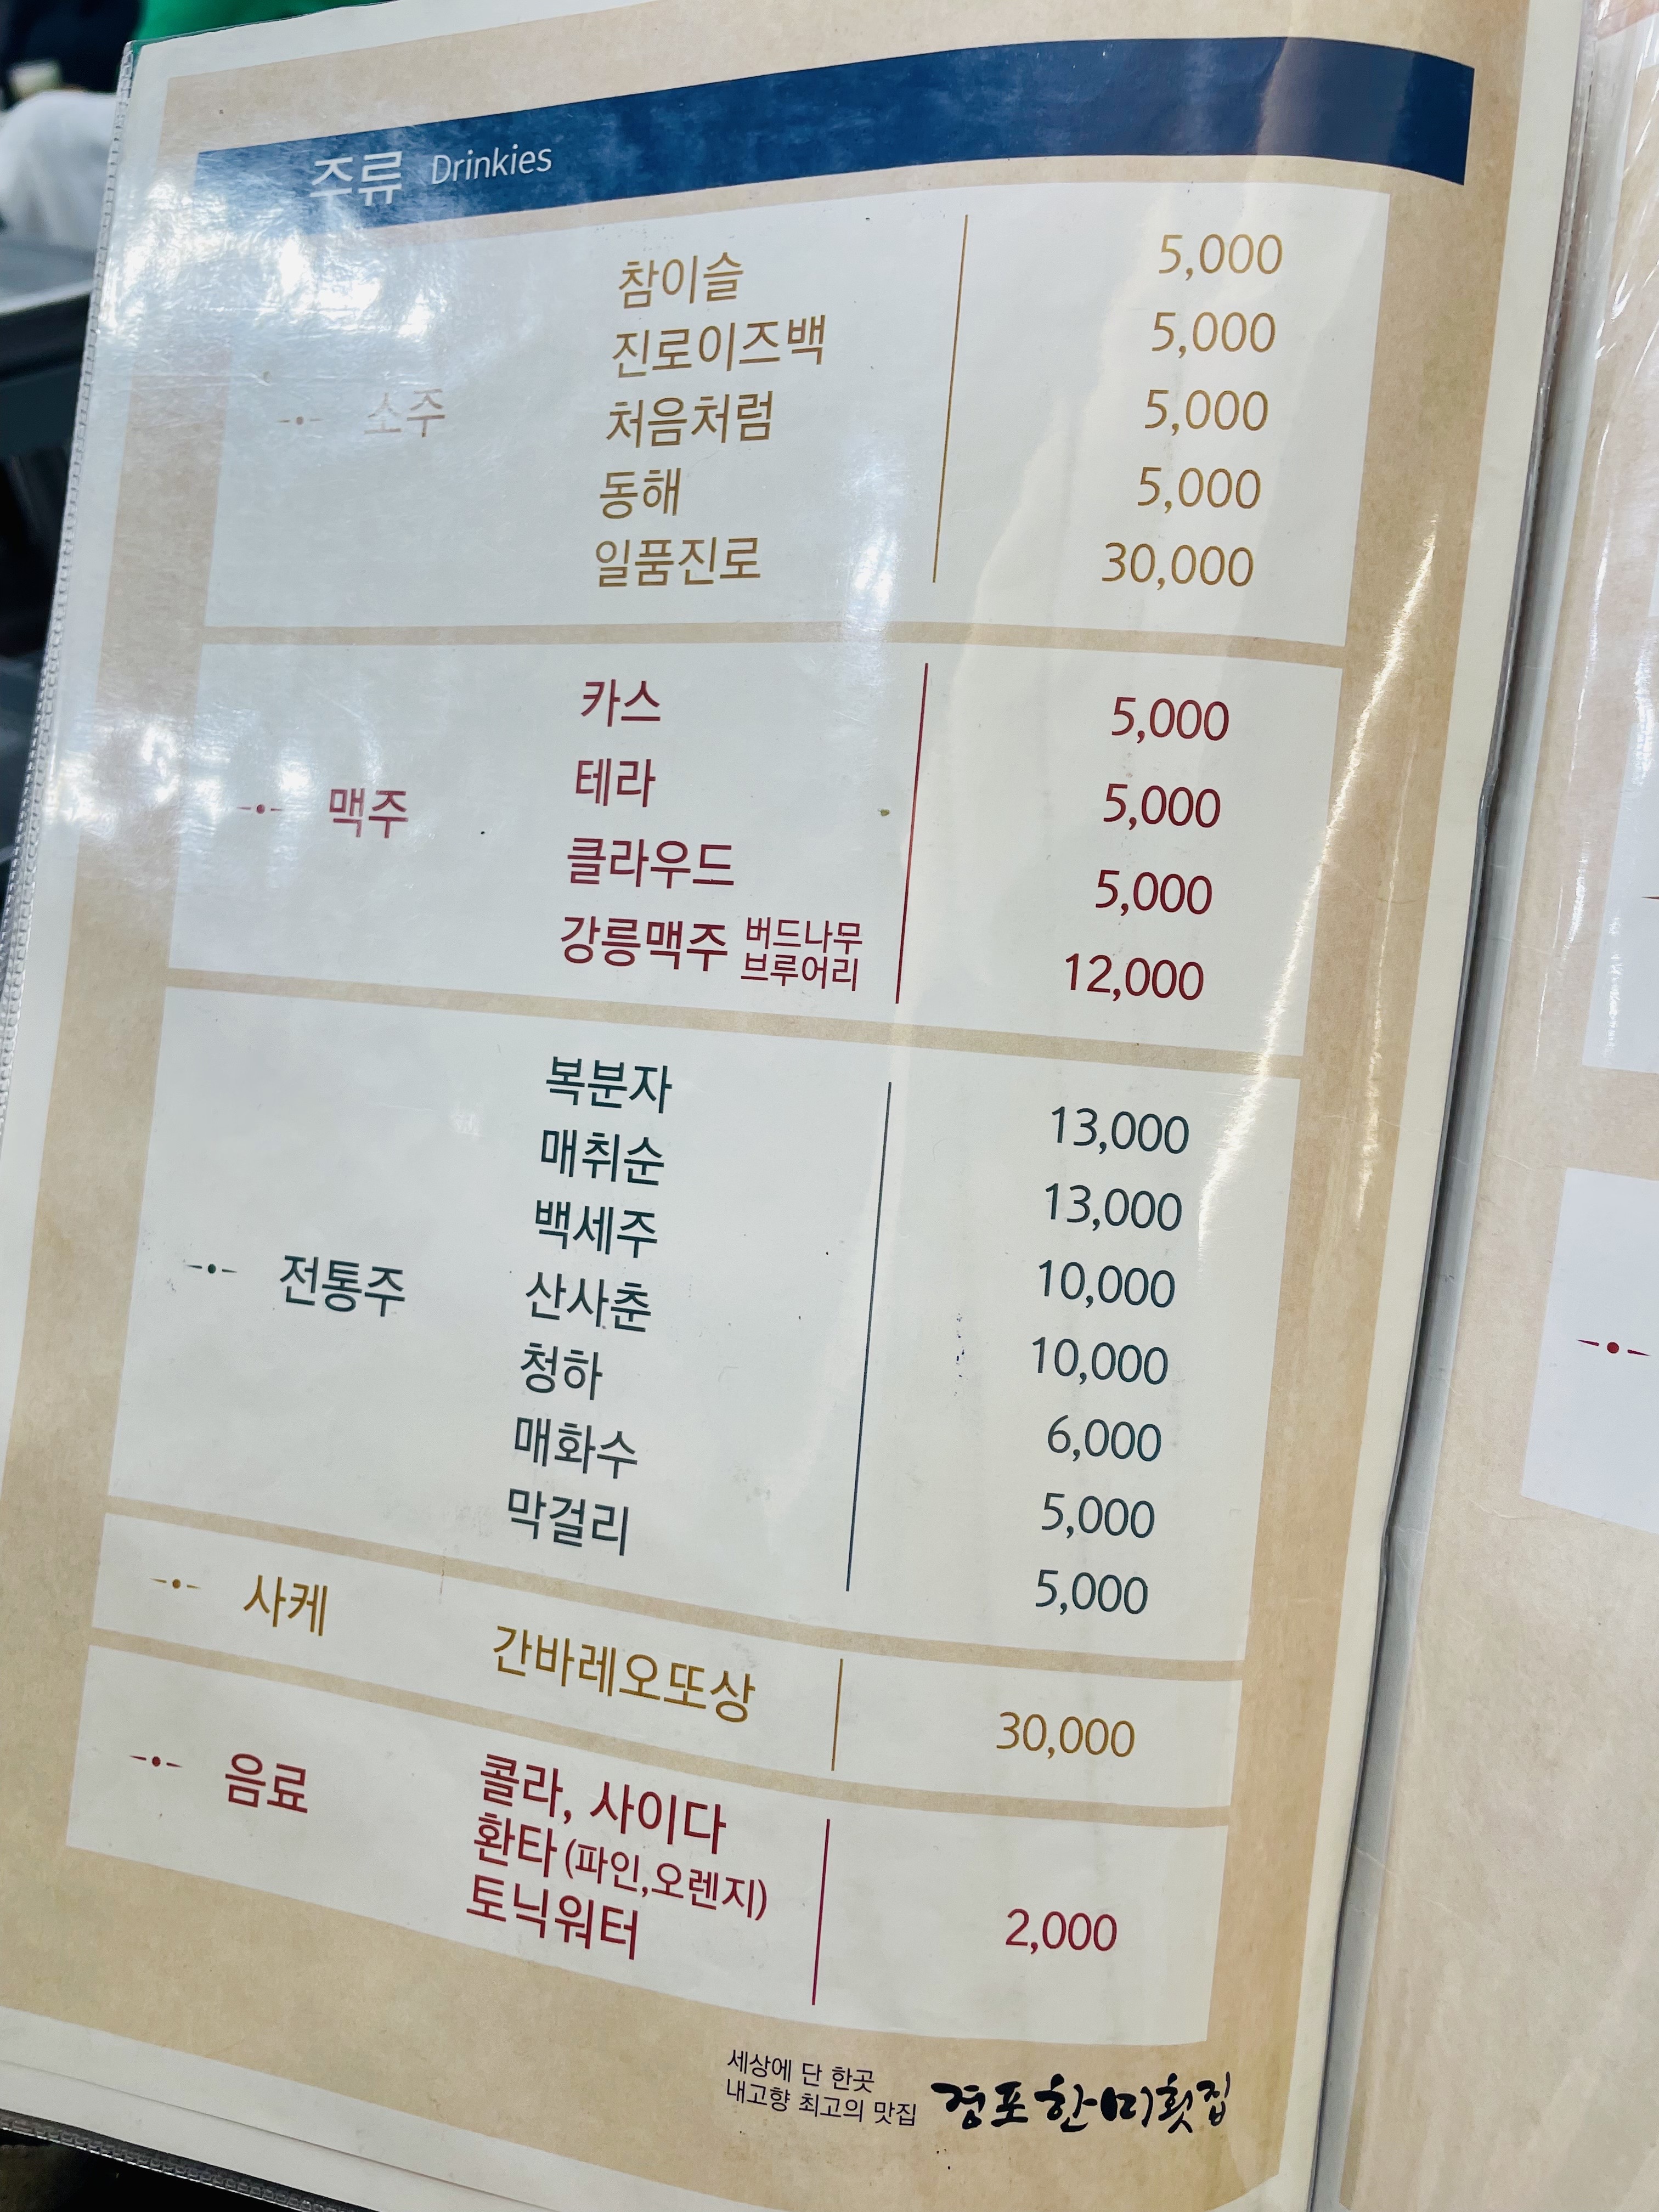 주류 Drinkies
소주
참이슬 5,000
진로이즈백 5,000
처음처럼 5,000
동해 5,000
일품진로 30,000
맥주
카스 5,000
테라 5,000
클라우드 5,000
강릉맥주 버드나무 브루어리 12,000
전통주
복분자 13,000
매취순 13,000
백세주 10,000
산사춘 10,000
청하 6,000
매화수 5,000
막걸리 5,000
사케
간바레오또상 30,000
음료
콜라, 사이다
환타 (파인,오렌지)
토닉워터
2,000
세상에 단 한곳
내고향 최고의 맛집
경포한미횟집